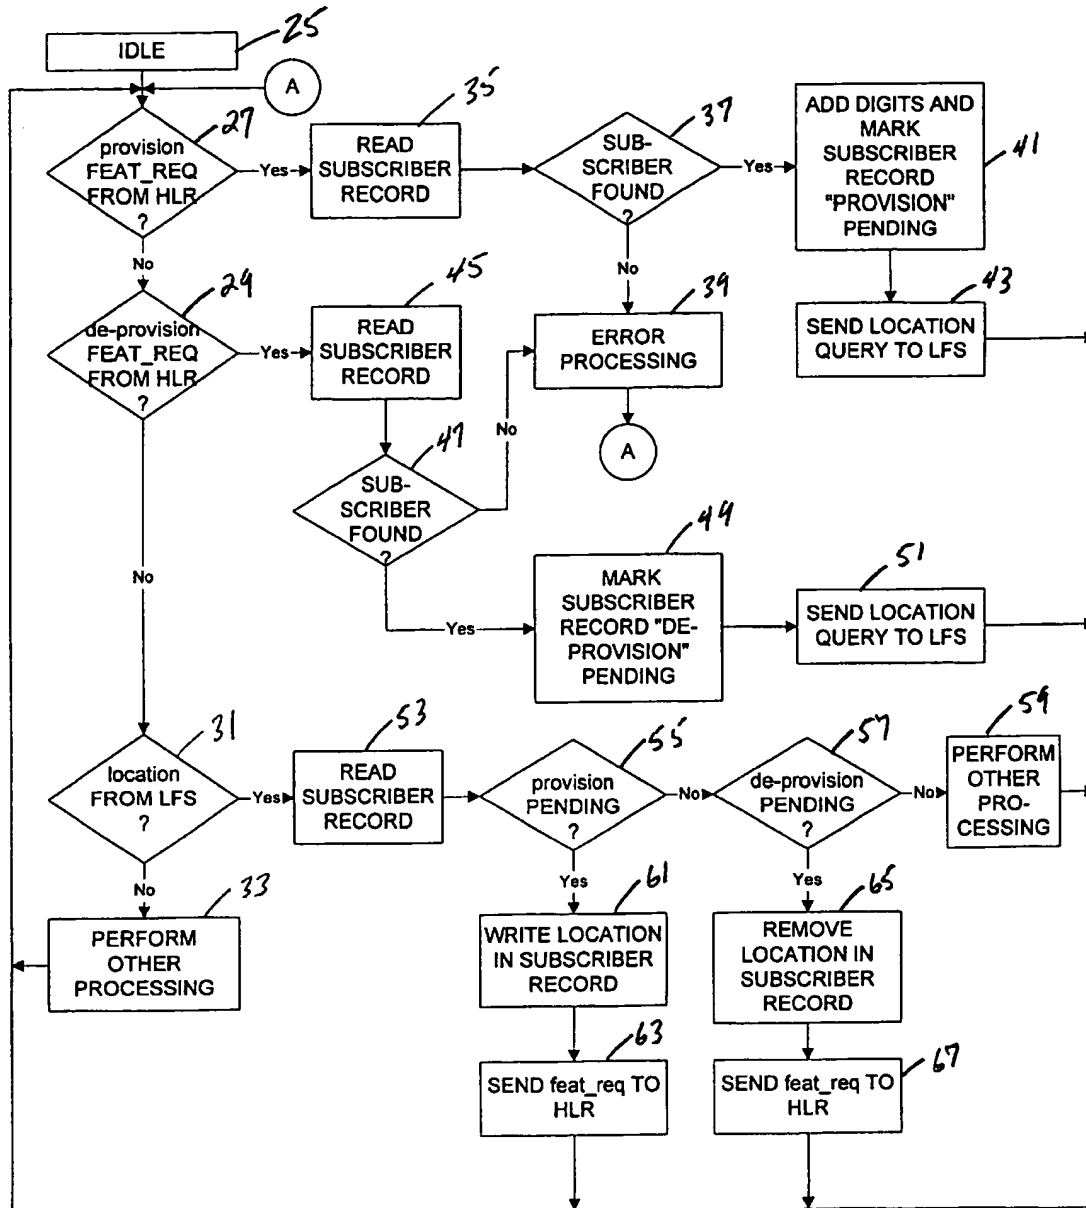 IDLE
25
A
provision
FEAT_REQ
FROM HLR
?
27
Yes
READ
SUBSCRIBER
RECORD
35
SUB-
SCRIBER
FOUND
?
37
Yes
ADD DIGITS AND
MARK
SUBSCRIBER
RECORD
"PROVISION"
PENDING
41
No
No
SEND LOCATION
QUERY TO LFS
43
de-provision
FEAT_REQ
FROM HLR
?
29
Yes
READ
SUBSCRIBER
RECORD
45
ERROR
PROCESSING
39
A
No
SUB-
SCRIBER
FOUND
?
47
Yes
MARK
SUBSCRIBER
RECORD "DE-
PROVISION"
PENDING
49
SEND LOCATION
QUERY TO LFS
51
No
location
FROM LFS
?
31
Yes
READ
SUBSCRIBER
RECORD
53
provision
PENDING
?
55
No
de-provision
PENDING
?
57
No
PERFORM
OTHER
PRO-
CESSING
59
No
PERFORM
OTHER
PROCESSING
33
Yes
WRITE LOCATION
IN SUBSCRIBER
RECORD
61
Yes
REMOVE
LOCATION IN
SUBSCRIBER
RECORD
65
SEND feat_req TO
HLR
63
SEND feat_req TO
HLR
67